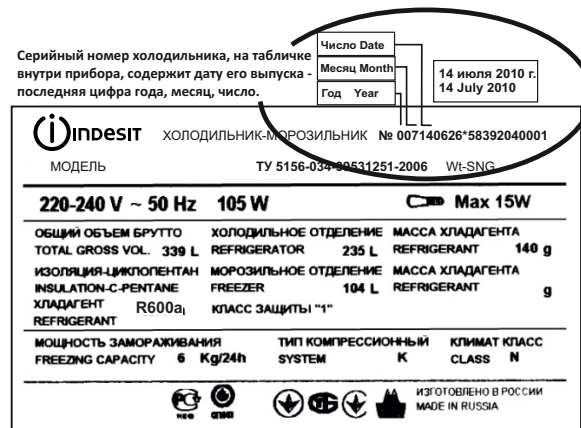 Серийный номер холодильника, на табличке
внутри прибора, содержит дату его выпуска -
последняя цифра года, месяц, число.
Число Date
Месяц Month
Год Year
14 июля 2010 г.
14 July 2010
indesit ХОЛОДИЛЬНИК-МОРОЗИЛЬНИК № 007140626*58392040001
МОДЕЛЬ ТУ 5156-034-39531251-2006 Wt-SNG
220-240 V ~ 50 Hz 105 W Max 15W
ОБЩИЙ ОБЪЕМ БРУТТО ХОЛОДИЛЬНОЕ ОТДЕЛЕНИЕ МАССА ХЛАДАГЕНТА
TOTAL GROSS VOL. 339 L REFRIGERATOR 235 L REFRIGERANT 140 g
ИЗОЛЯЦИЯ-ЦИКЛОПЕНТАН МОРОЗИЛЬНОЕ ОТДЕЛЕНИЕ МАССА ХЛАДАГЕНТА
INSULATION-C-PENTANE FREEZER 104 L REFRIGERANT g
ХЛАДАГЕНТ R600a КЛАСС ЗАЩИТЫ "1"
REFRIGERANT
МОЩНОСТЬ ЗАМОРАЖИВАНИЯ ТИП КОМПРЕССИОННЫЙ КЛИМАТ КЛАСС
FREEZING CAPACITY 6 Kg/24h SYSTEM K CLASS N
ИЗГОТОВЛЕНО В РОССИИ
MADE IN RUSSIA